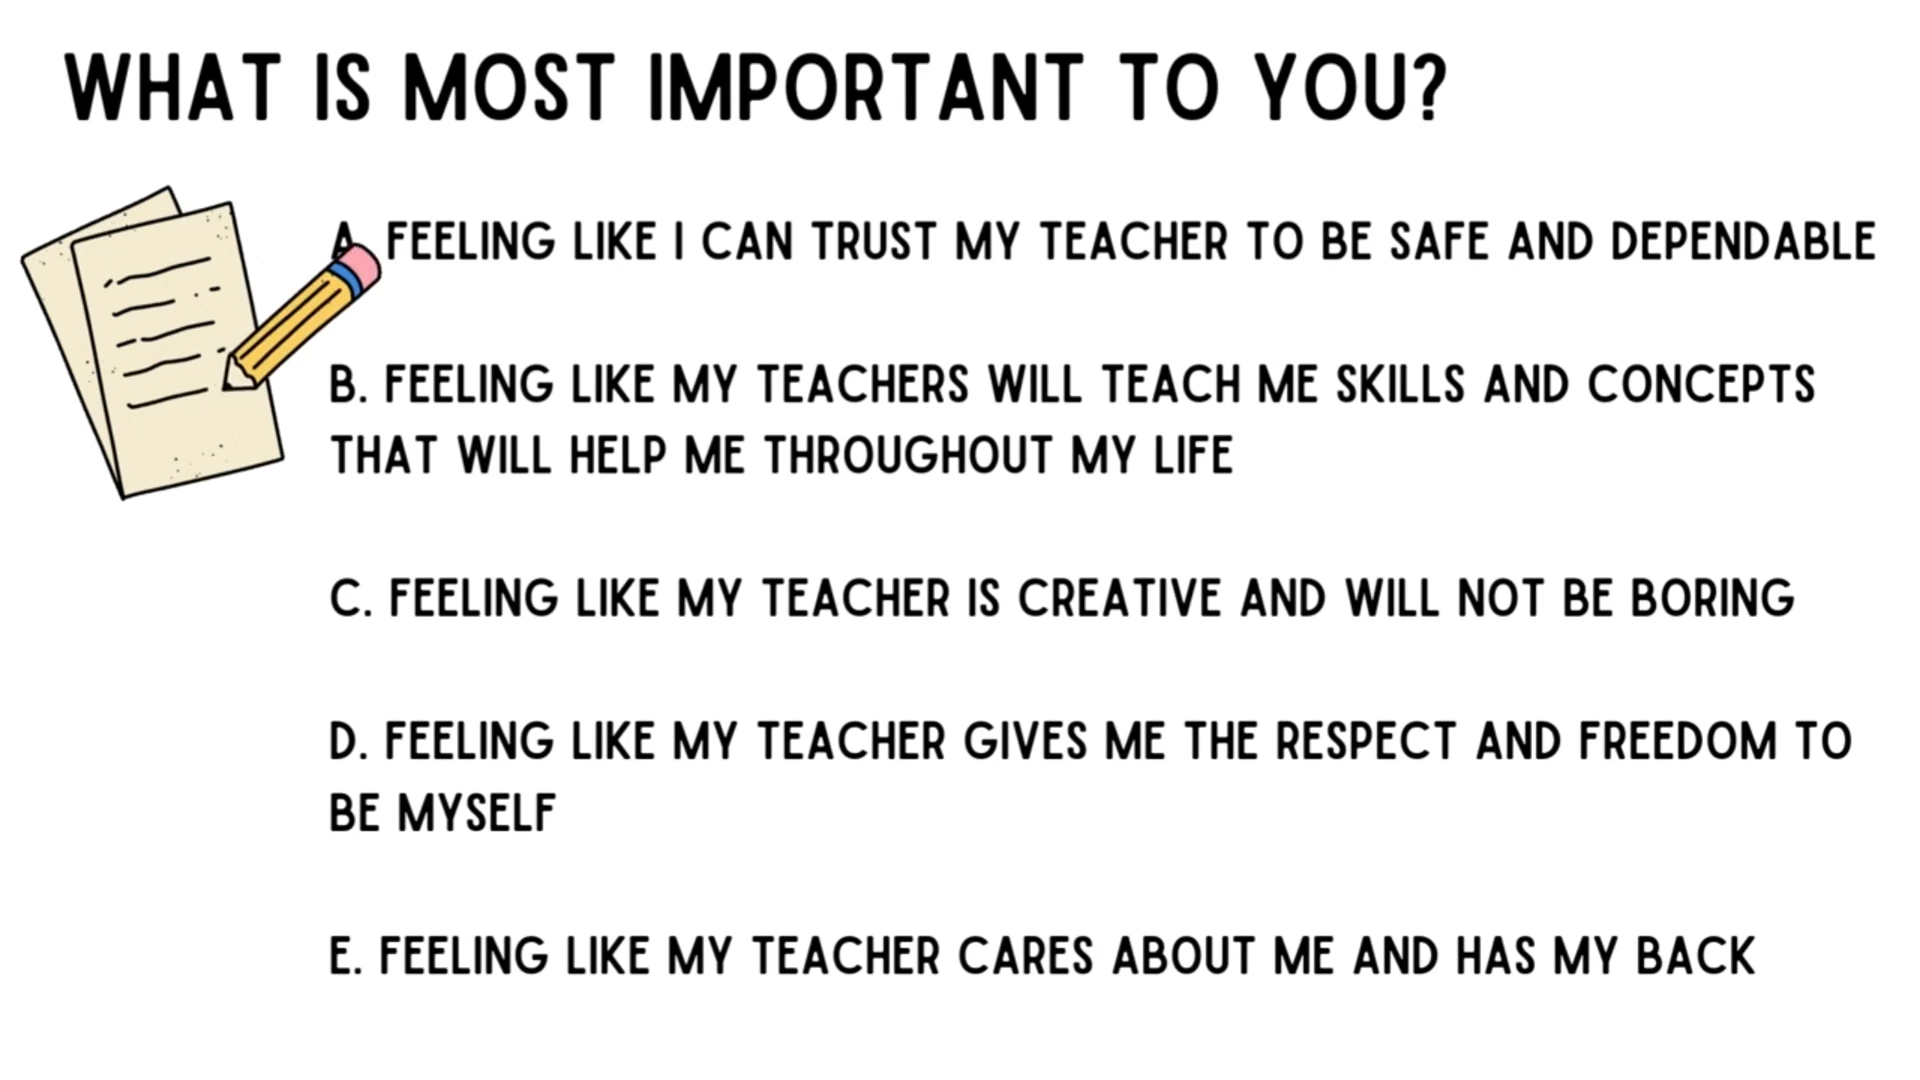 WHAT IS MOST IMPORTANT TO YOU?
A. FEELING LIKE I CAN TRUST MY TEACHER TO BE SAFE AND DEPENDABLE
B. FEELING LIKE MY TEACHERS WILL TEACH ME SKILLS AND CONCEPTS
THAT WILL HELP ME THROUGHOUT MY LIFE
C. FEELING LIKE MY TEACHER IS CREATIVE AND WILL NOT BE BORING
D. FEELING LIKE MY TEACHER GIVES ME THE RESPECT AND FREEDOM TO
BE MYSELF
E. FEELING LIKE MY TEACHER CARES ABOUT ME AND HAS MY BACK